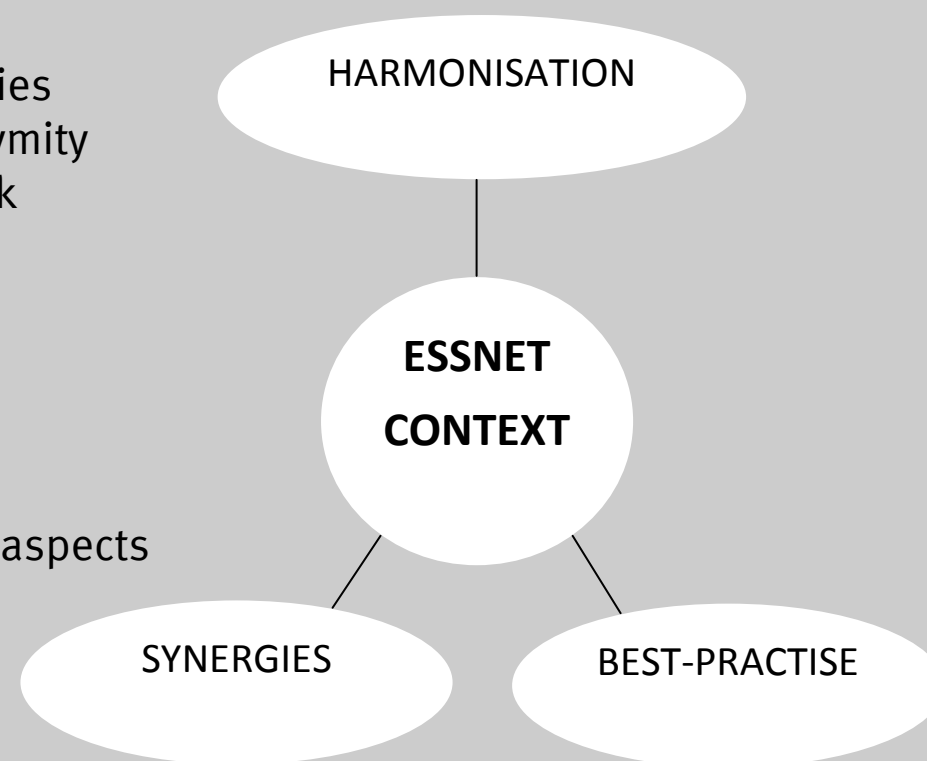 HARMONISATION
ies
ymity
k
ESSNET
CONTEXT
aspects
SYNERGIES
BEST-PRACTISE